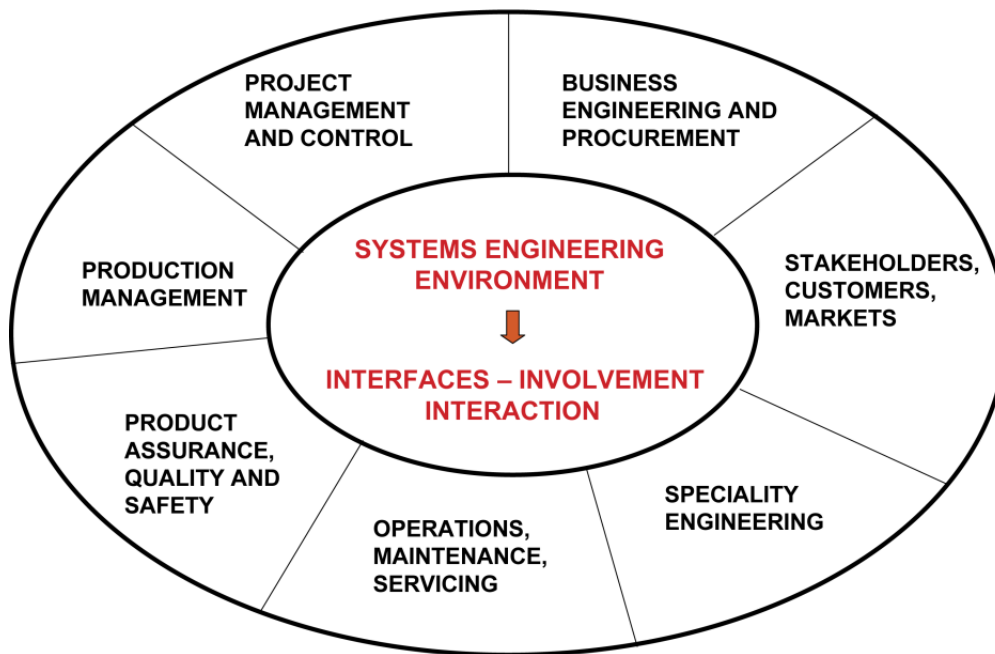 PROJECT
MANAGEMENT
AND CONTROL
BUSINESS
ENGINEERING AND
PROCUREMENT
STAKEHOLDERS,
CUSTOMERS,
MARKETS
SPECIALITY
ENGINEERING
OPERATIONS,
MAINTENANCE,
SERVICING
PRODUCT
ASSURANCE,
QUALITY AND
SAFETY
PRODUCTION
MANAGEMENT
SYSTEMS ENGINEERING
ENVIRONMENT
INTERFACES – INVOLVEMENT
INTERACTION